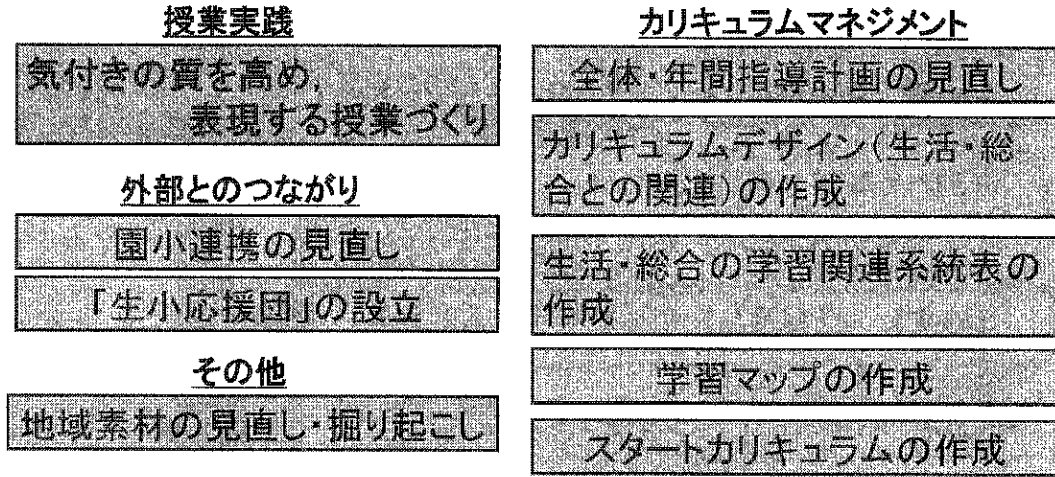 授業実践
気付きの質を高め,
表現する授業づくり
外部とのつながり
園小連携の見直し
「生小応援団」の設立
その他
地域素材の見直し・掘り起こし
カリキュラムマネジメント
全体・年間指導計画の見直し
カリキュラムデザイン(生活・総
合との関連)の作成
生活・総合の学習関連系統表の
作成
学習マップの作成
スタートカリキュラムの作成